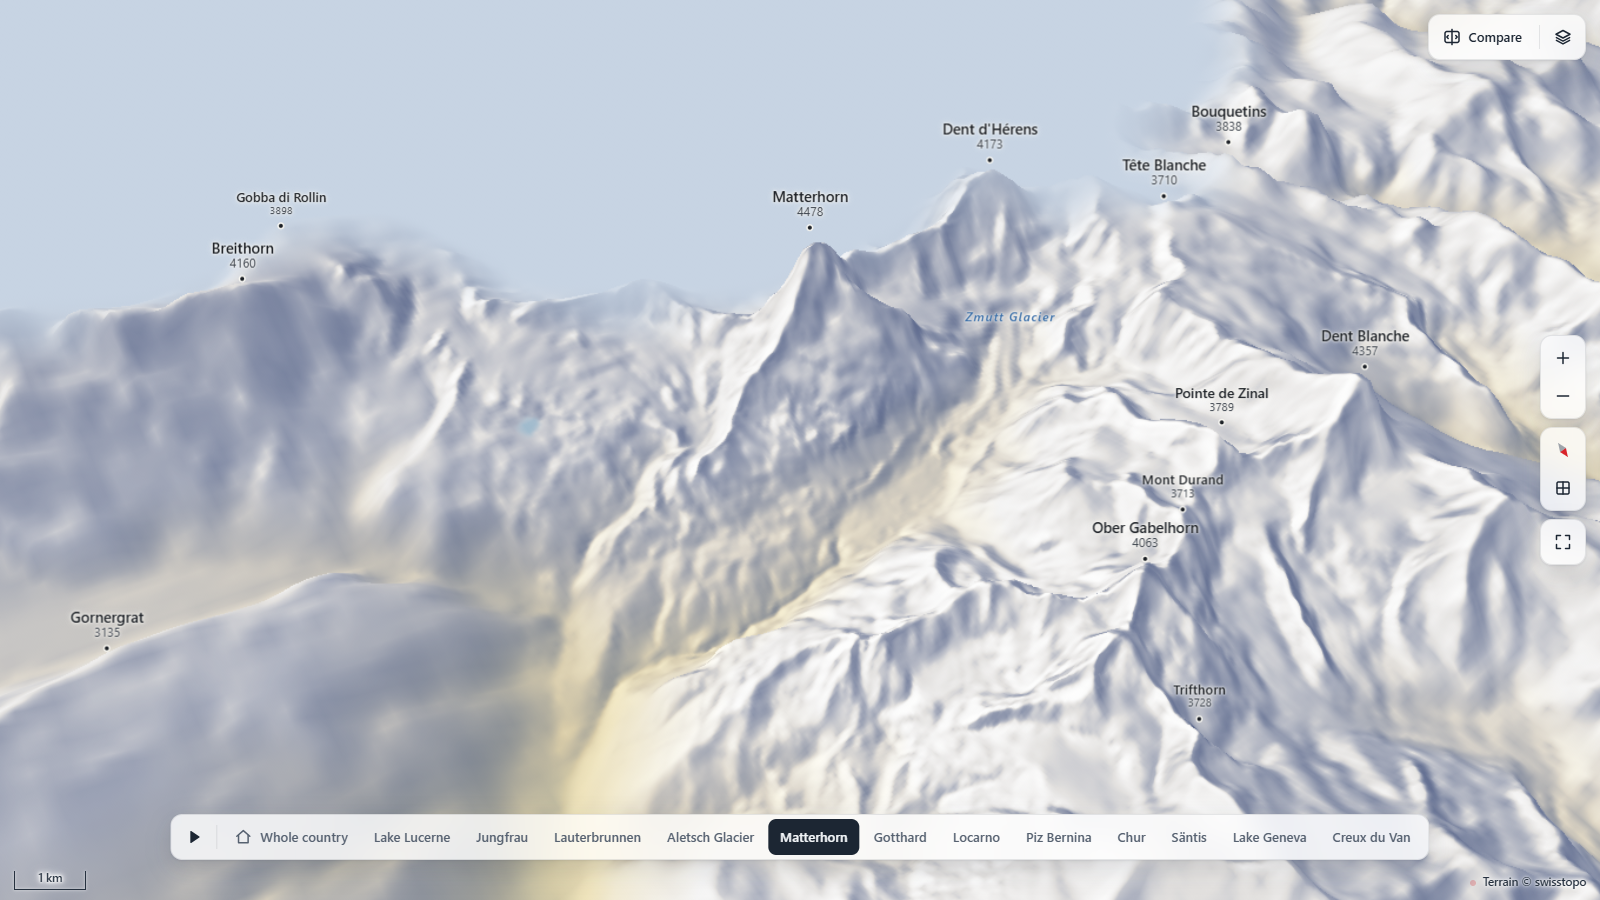 Compare
Bouquetins
3838
Dent d'Hérens
4173
Tête Blanche
3710
Gobba di Rollin
3898
Matterhorn
4478
Breithorn
4160
Zmutt Glacier
Dent Blanche
4357
Pointe de Zinal
3789
Mont Durand
3713
Ober Gabelhorn
4063
Gornergrat
3135
Trifthorn
3728
Whole country Lake Lucerne Jungfrau Lauterbrunnen Aletsch Glacier Matterhorn Gotthard Locarno Piz Bernina Chur Säntis Lake Geneva Creux du Van
1 km
Terrain © swisstopo